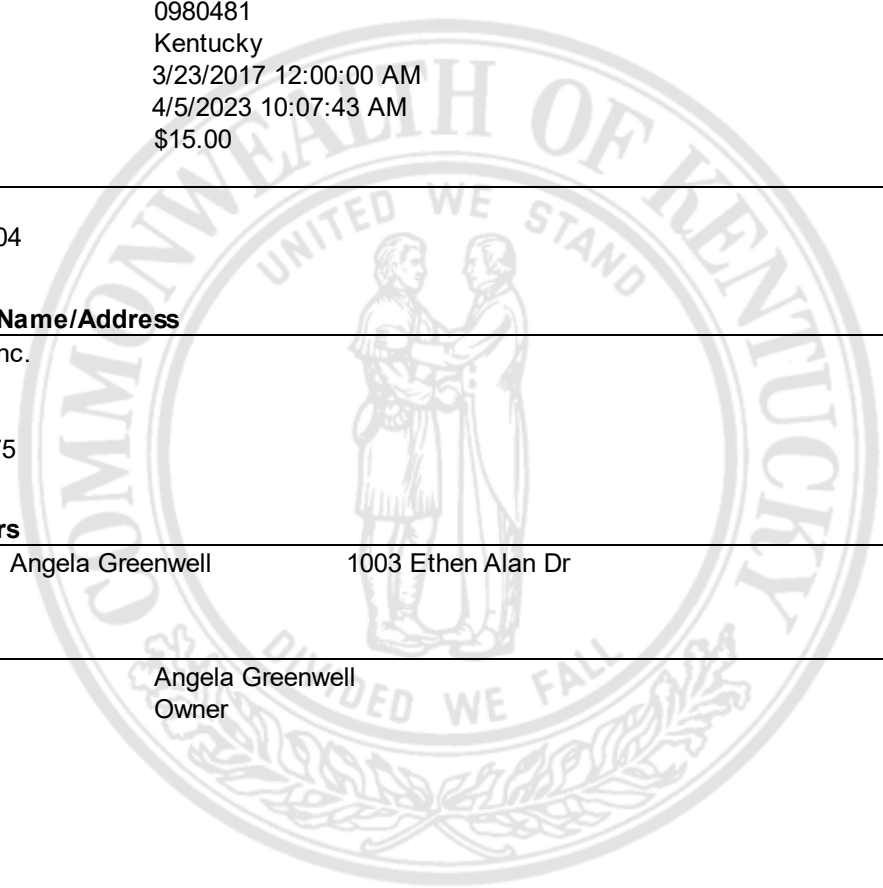 0980481
Kentucky
3/23/2017 12:00:00 AM
4/5/2023 10:07:43 AM
$15.00
04
Name/Address
nc.
75
rs
Angela Greenwell 1003 Ethen Alan Dr
Angela Greenwell
Owner
COMMONWEALTH OF KENTUCKY
UNITED WE STAND
DIVIDED WE FALL